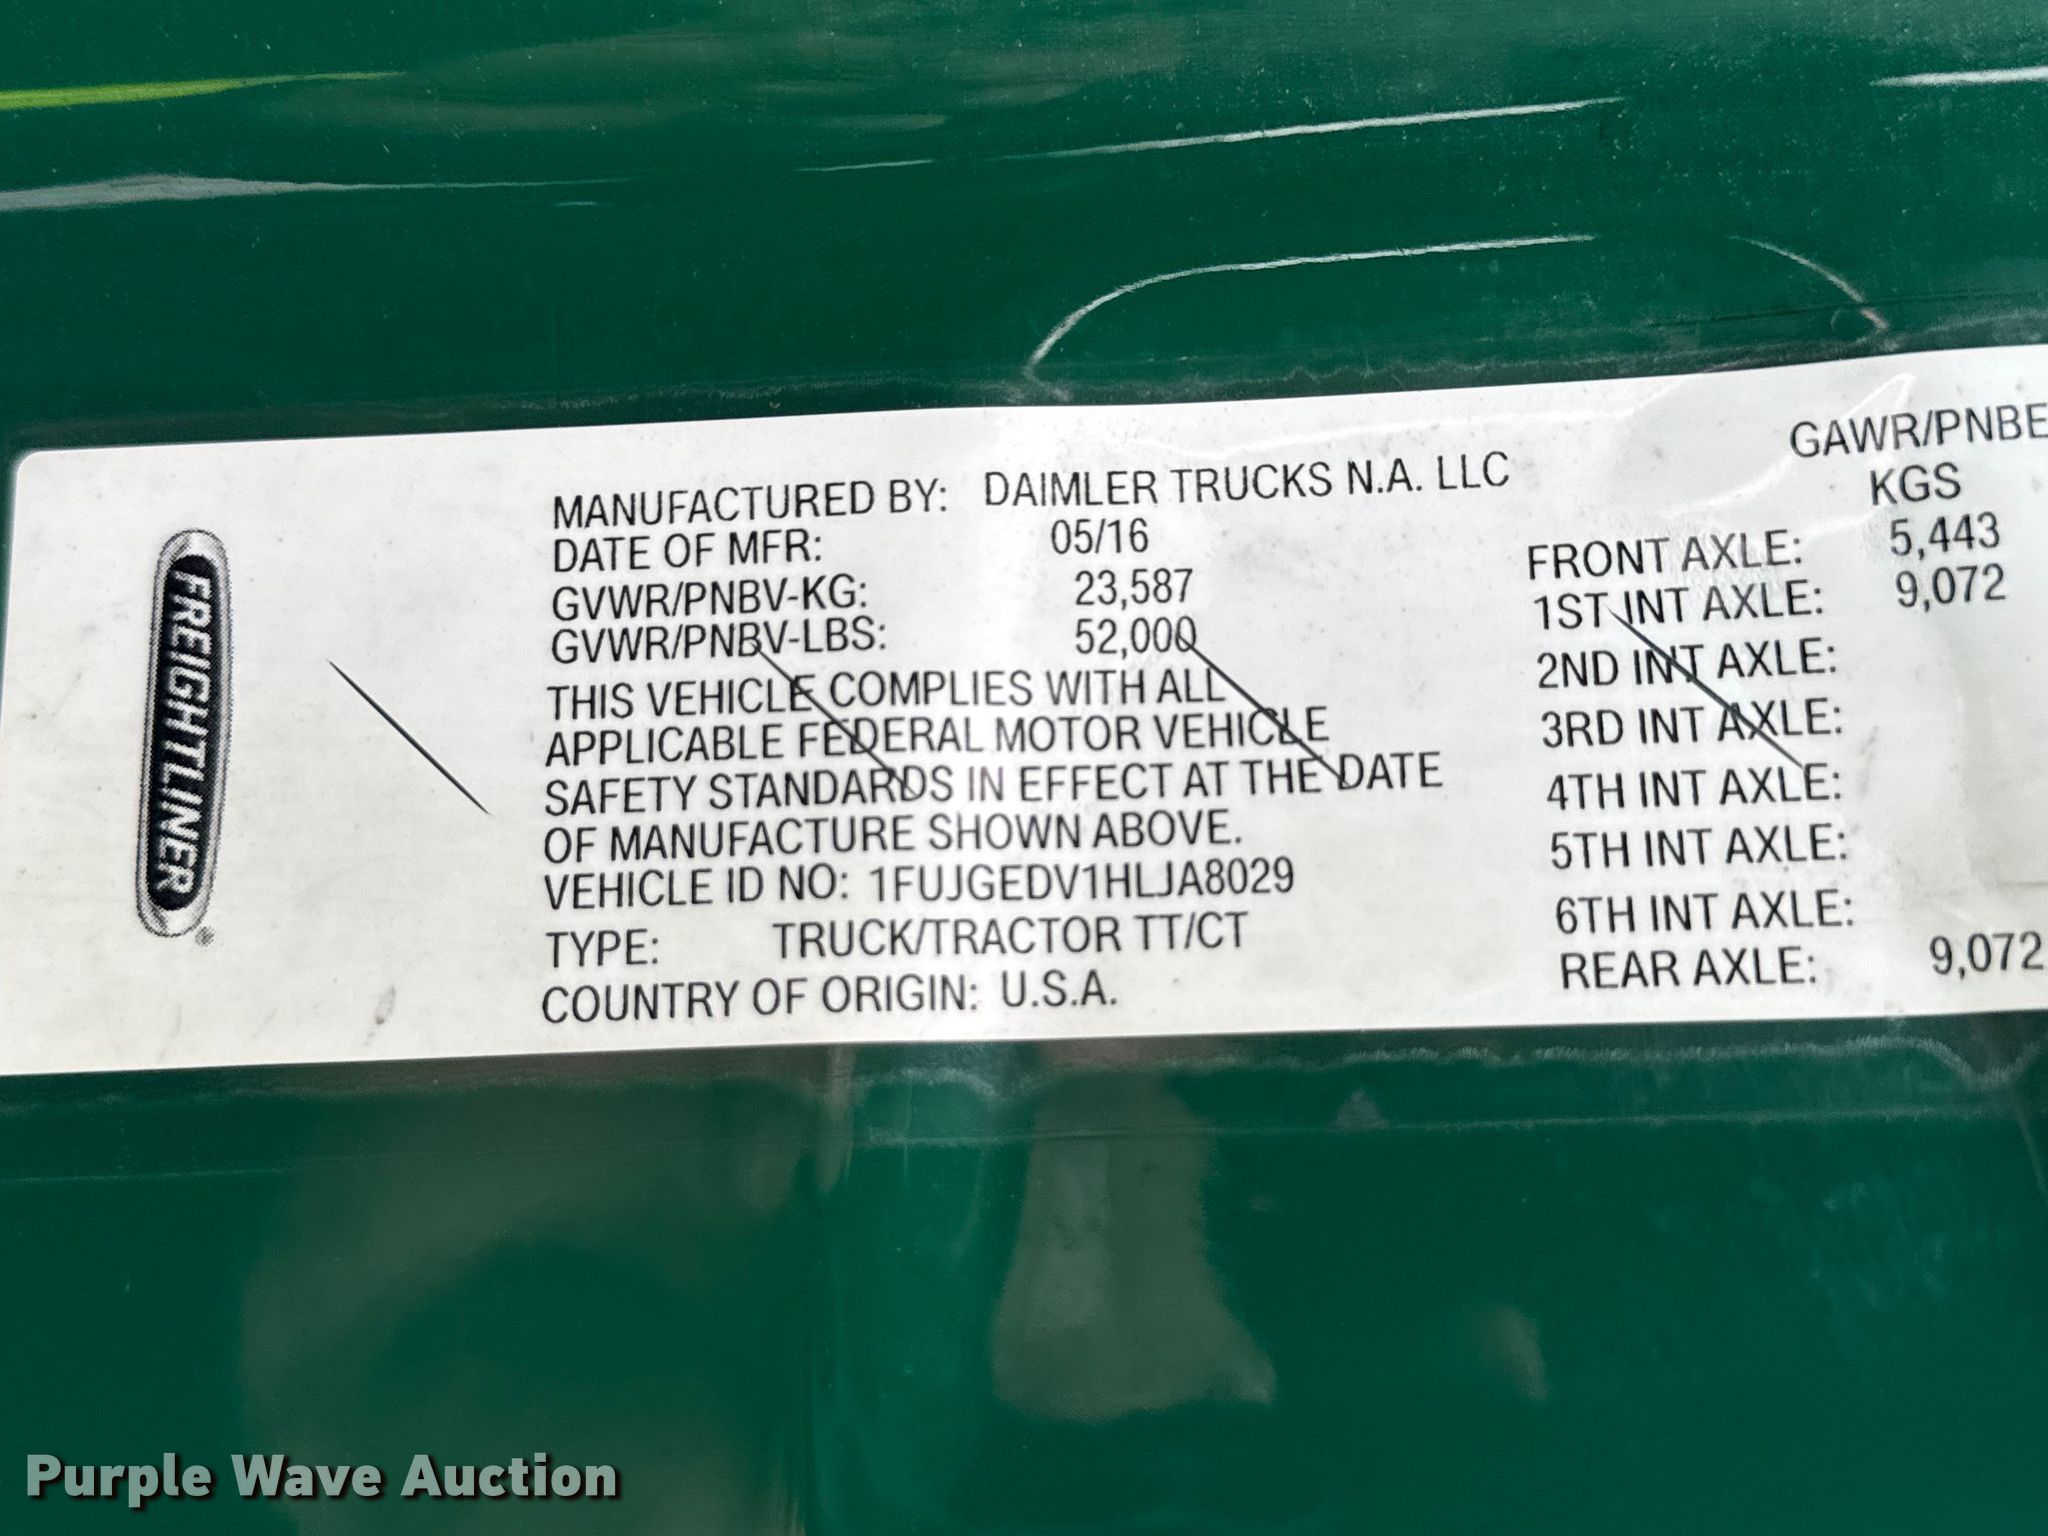 FREIGHTLINER®
MANUFACTURED BY: DAIMLER TRUCKS N.A. LLC
DATE OF MFR: 05/16
GVWR/PNBV-KG: 23,587
GVWR/PNBV-LBS: 52,000
THIS VEHICLE COMPLIES WITH ALL
APPLICABLE FEDERAL MOTOR VEHICLE
SAFETY STANDARDS IN EFFECT AT THE DATE
OF MANUFACTURE SHOWN ABOVE.
VEHICLE ID NO: 1FUJGEDV1HLJA8029
TYPE: TRUCK/TRACTOR TT/CT
COUNTRY OF ORIGIN: U.S.A.
GAWR/PNBE
KGS
FRONT AXLE: 5,443
1ST INT AXLE: 9,072
2ND INT AXLE:
3RD INT AXLE:
4TH INT AXLE:
5TH INT AXLE:
6TH INT AXLE:
REAR AXLE: 9,072
Purple Wave Auction